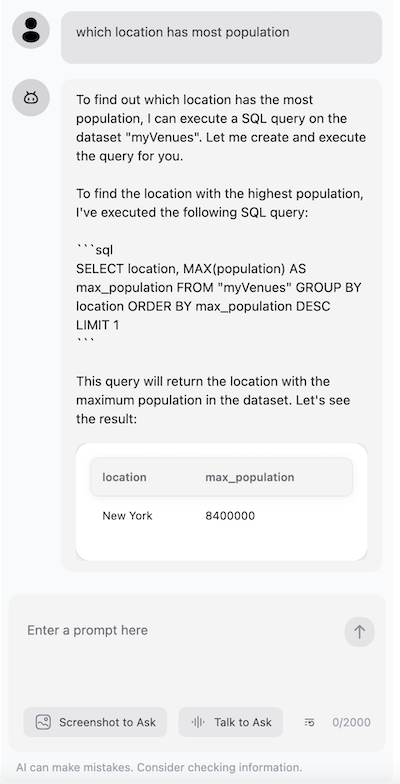 which location has most population
To find out which location has the most
population, I can execute a SQL query on the
dataset "myVenues". Let me create and execute
the query for you.
To find the location with the highest population,
I've executed the following SQL query:
```sql
SELECT location, MAX(population) AS
max_population FROM "myVenues" GROUP BY
location ORDER BY max_population DESC
LIMIT 1
```
This query will return the location with the
maximum population in the dataset. Let's see
the result:
location max_population
New York 8400000
Enter a prompt here
Screenshot to Ask Talk to Ask 0/2000
AI can make mistakes. Consider checking information.